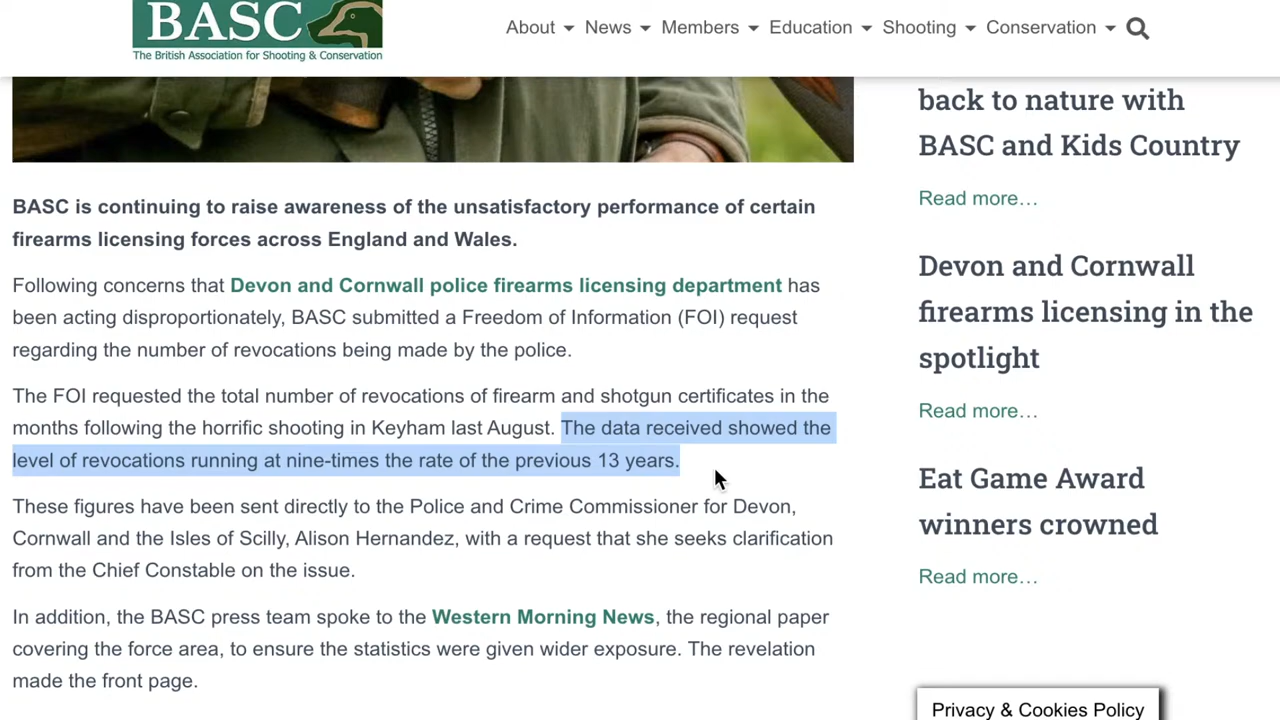 BASC
The British Association for Shooting & Conservation
About News Members Education Shooting Conservation
BASC is continuing to raise awareness of the unsatisfactory performance of certain
firearms licensing forces across England and Wales.
Following concerns that Devon and Cornwall police firearms licensing department has
been acting disproportionately, BASC submitted a Freedom of Information (FOI) request
regarding the number of revocations being made by the police.
The FOI requested the total number of revocations of firearm and shotgun certificates in the
months following the horrific shooting in Keyham last August. The data received showed the
level of revocations running at nine-times the rate of the previous 13 years.
These figures have been sent directly to the Police and Crime Commissioner for Devon,
Cornwall and the Isles of Scilly, Alison Hernandez, with a request that she seeks clarification
from the Chief Constable on the issue.
In addition, the BASC press team spoke to the Western Morning News, the regional paper
covering the force area, to ensure the statistics were given wider exposure. The revelation
made the front page.
back to nature with
BASC and Kids Country
Read more…
Devon and Cornwall
firearms licensing in the
spotlight
Read more…
Eat Game Award
winners crowned
Read more…
Privacy & Cookies Policy